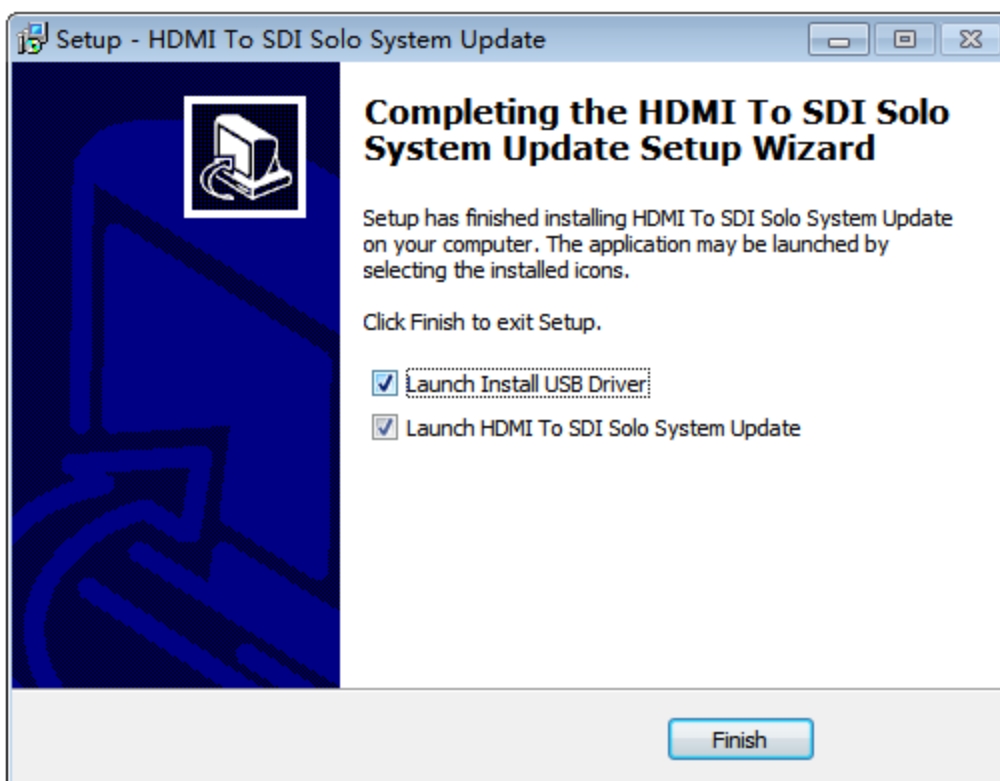 Setup - HDMI To SDI Solo System Update
Completing the HDMI To SDI Solo
System Update Setup Wizard
Setup has finished installing HDMI To SDI Solo System Update
on your computer. The application may be launched by
selecting the installed icons.
Click Finish to exit Setup.
Launch Install USB Driver
Launch HDMI To SDI Solo System Update
Finish